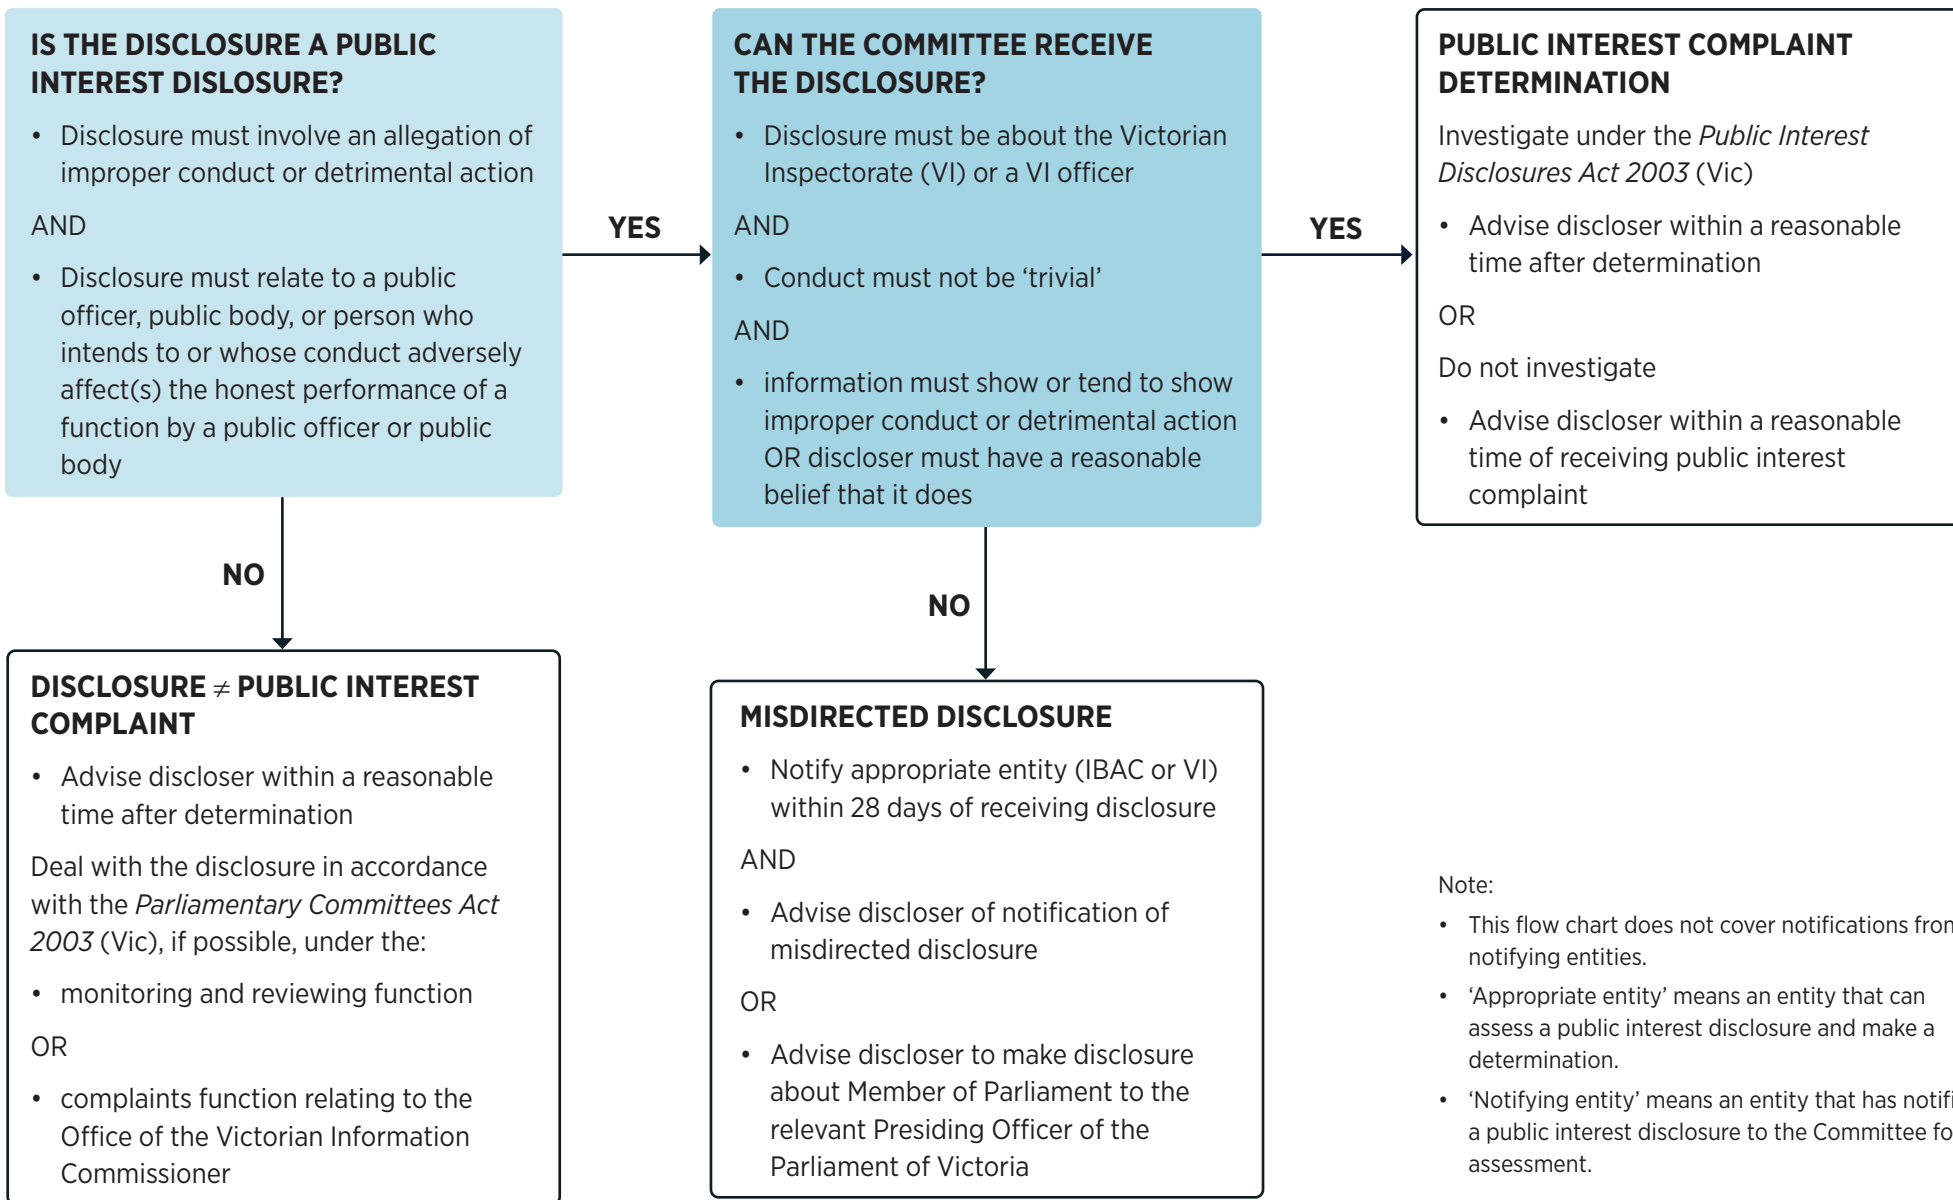 IS THE DISCLOSURE A PUBLIC
INTEREST DISLOSURE?
• Disclosure must involve an allegation of
improper conduct or detrimental action
AND
• Disclosure must relate to a public
officer, public body, or person who
intends to or whose conduct adversely
affect(s) the honest performance of a
function by a public officer or public
body
YES
CAN THE COMMITTEE RECEIVE
THE DISCLOSURE?
• Disclosure must be about the Victorian
Inspectorate (VI) or a VI officer
AND
• Conduct must not be ‘trivial’
AND
• information must show or tend to show
improper conduct or detrimental action
OR discloser must have a reasonable
belief that it does
YES
PUBLIC INTEREST COMPLAINT
DETERMINATION
Investigate under the Public Interest
Disclosures Act 2003 (Vic)
• Advise discloser within a reasonable
time after determination
OR
Do not investigate
• Advise discloser within a reasonable
time of receiving public interest
complaint
NO
DISCLOSURE ≠ PUBLIC INTEREST
COMPLAINT
• Advise discloser within a reasonable
time after determination
Deal with the disclosure in accordance
with the Parliamentary Committees Act
2003 (Vic), if possible, under the:
• monitoring and reviewing function
OR
• complaints function relating to the
Office of the Victorian Information
Commissioner
NO
MISDIRECTED DISCLOSURE
• Notify appropriate entity (IBAC or VI)
within 28 days of receiving disclosure
AND
• Advise discloser of notification of
misdirected disclosure
OR
• Advise discloser to make disclosure
about Member of Parliament to the
relevant Presiding Officer of the
Parliament of Victoria
Note:
• This flow chart does not cover notifications
notifying entities.
• ‘Appropriate entity’ means an entity that can
assess a public interest disclosure and make a
determination.
• ‘Notifying entity’ means an entity that has
a public interest disclosure to the Committee
assessment.